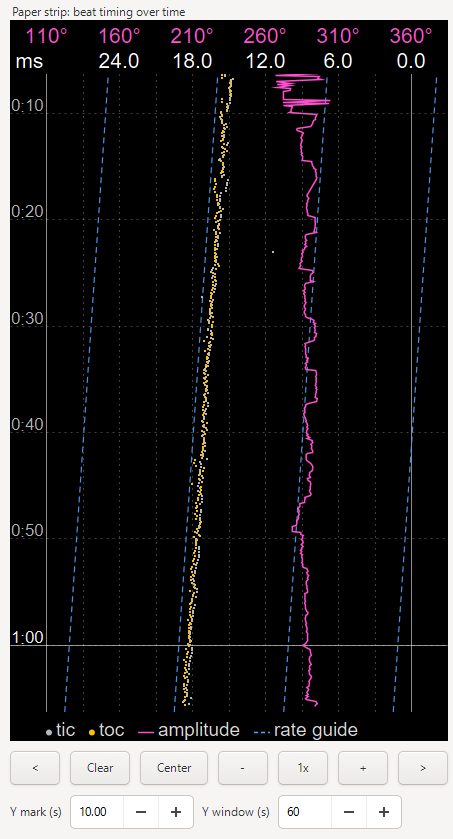 Paper strip: beat timing over time
110° 160° 210° 260° 310° 360°
ms 24.0 18.0 12.0 6.0 0.0
0:10
0:20
0:30
0:40
0:50
1:00
tic toc amplitude rate guide
< Clear Center - 1x + >
Y mark (s) 10.00 − + Y window (s) 60 − +